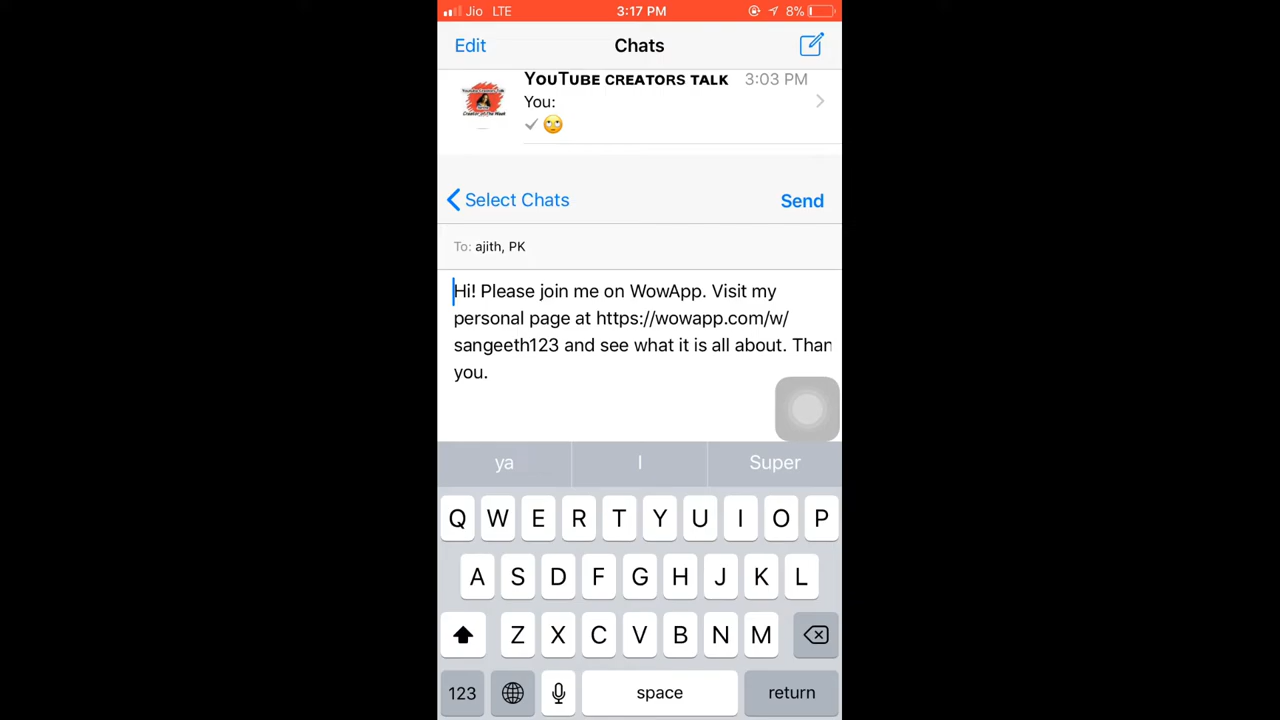 Jio LTE 3:17 PM 8%
Edit Chats
YouTube CREATORS TALK 3:03 PM
You:
Select Chats Send
To: ajith, PK
Hi! Please join me on WowApp. Visit my
personal page at https://wowapp.com/w/
sangeeth123 and see what it is all about. Than
you.
ya I Super
Q W E R T Y U I O P
A S D F G H J K L
Z X C V B N M
123 space return